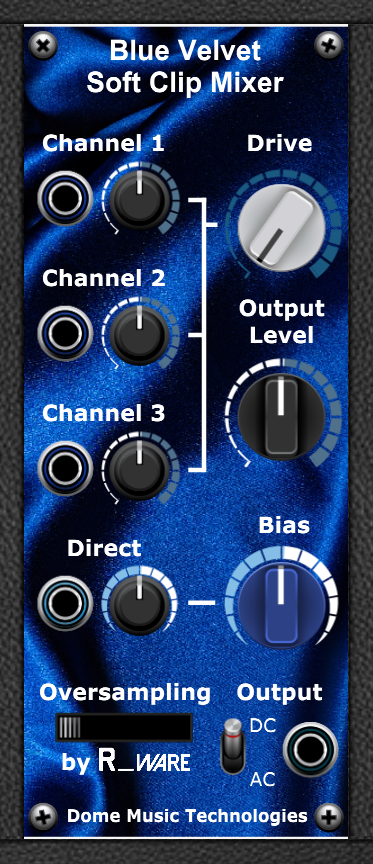 Blue Velvet
Soft Clip Mixer
Channel 1
Drive
Channel 2
Output
Level
Channel 3
Bias
Direct
Oversampling
Output
DC
by R_WARE
AC
Dome Music Technologies